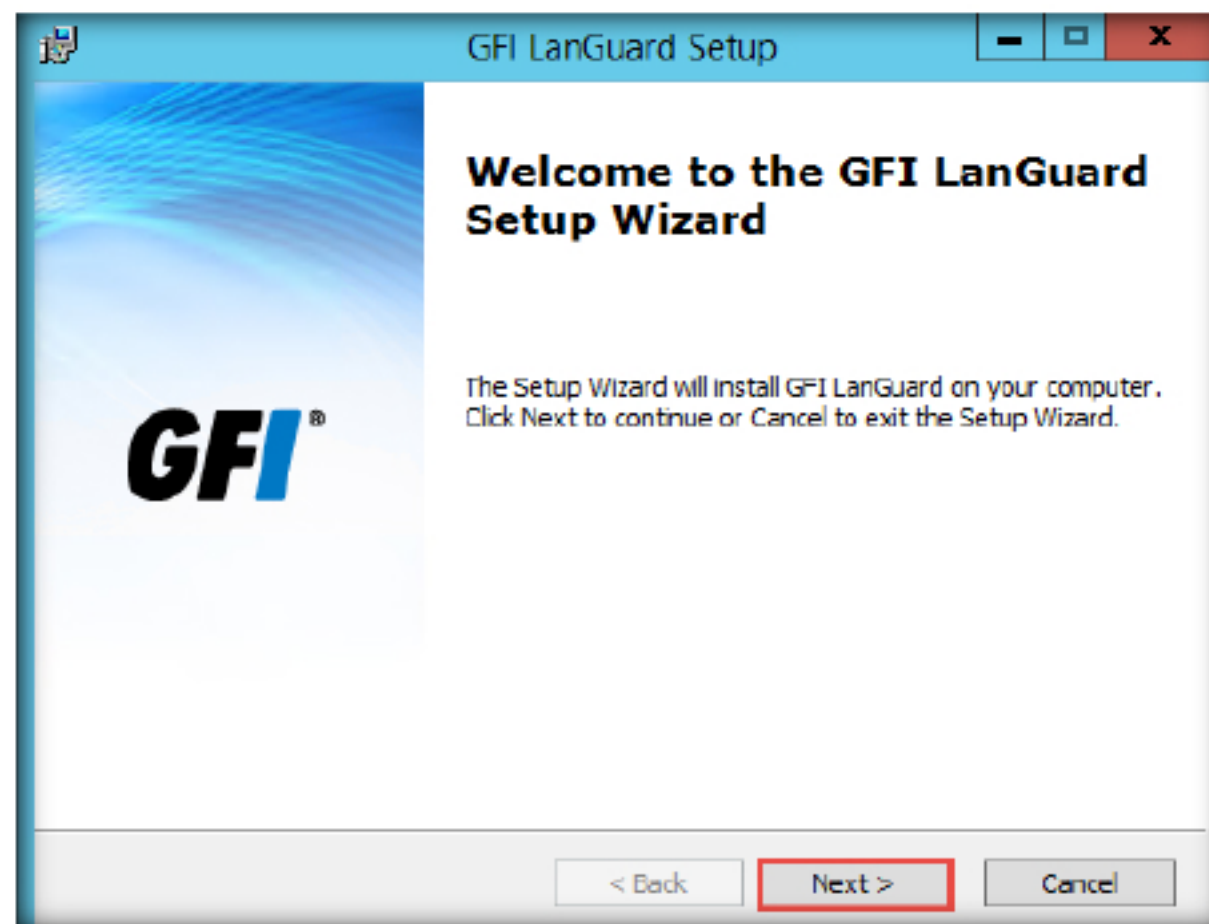 GFI LanGuard Setup
Welcome to the GFI LanGuard
Setup Wizard
The Setup Wizard will install GFI LanGuard on your computer.
Click Next to continue or Cancel to exit the Setup Wizard.
GFI®
< Back
Next >
Cancel